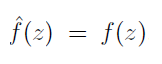 f̂(z) = f(z)